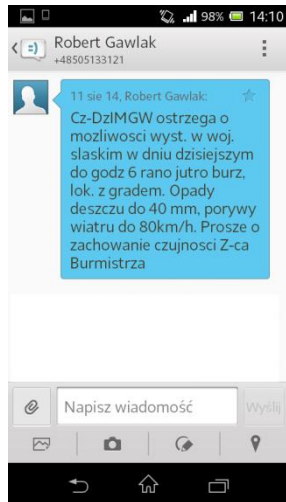 98% 14:10
Robert Gawlak
+48505133121
11 sie 14, Robert Gawlak:
Cz-DzIMGW ostrzega o
mozliwosci wyst. w woj.
slaskim w dniu dzisiejszym
do godz 6 rano jutro burz,
lok. z gradem. Opady
deszczu do 40 mm, porywy
wiatru do 80km/h. Prosze o
zachowanie czujnosci Z-ca
Burmistrza
Napisz wiadomość
Wyślij